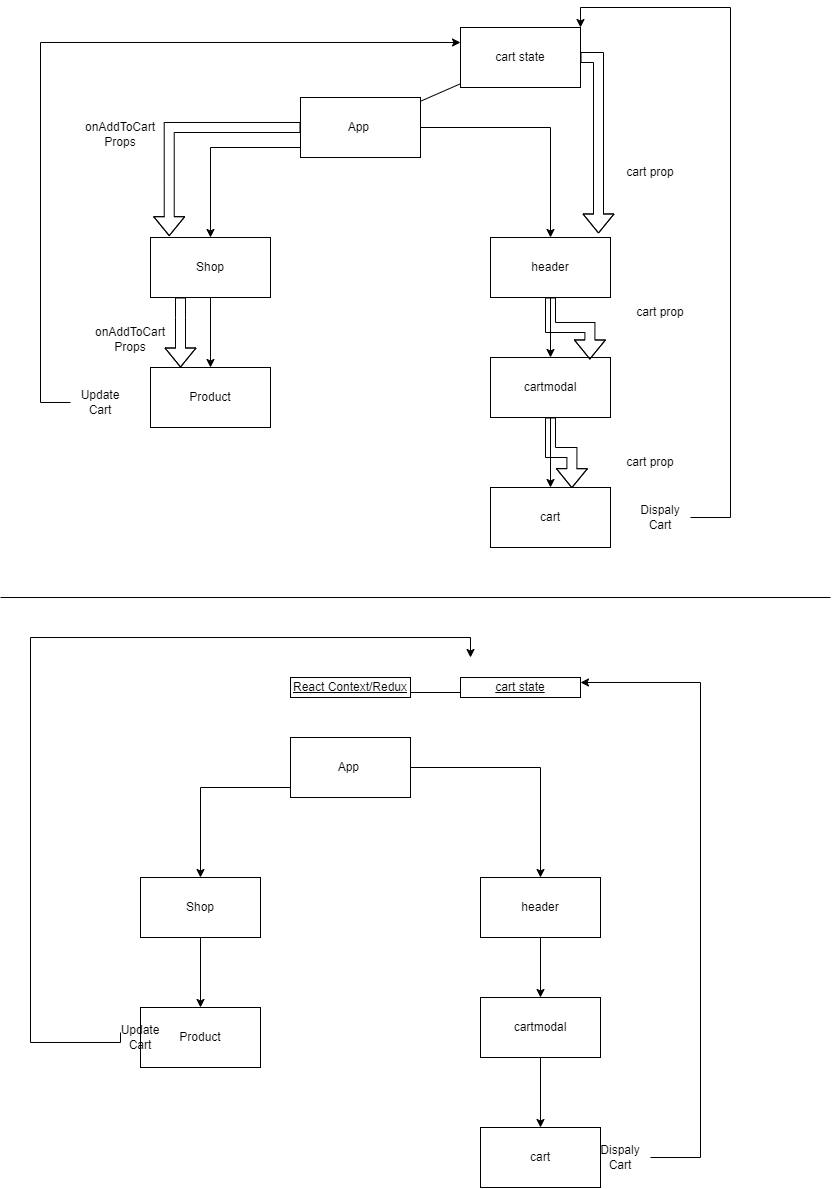 cart state
App
onAddToCart
Props
cart prop
Shop
header
onAddToCart
Props
cart prop
Update
Cart
Product
cartmodal
cart prop
cart
Dispaly
Cart
React Context/Redux
cart state
App
Shop
header
Update
Cart
Product
cartmodal
cart
Dispaly
Cart